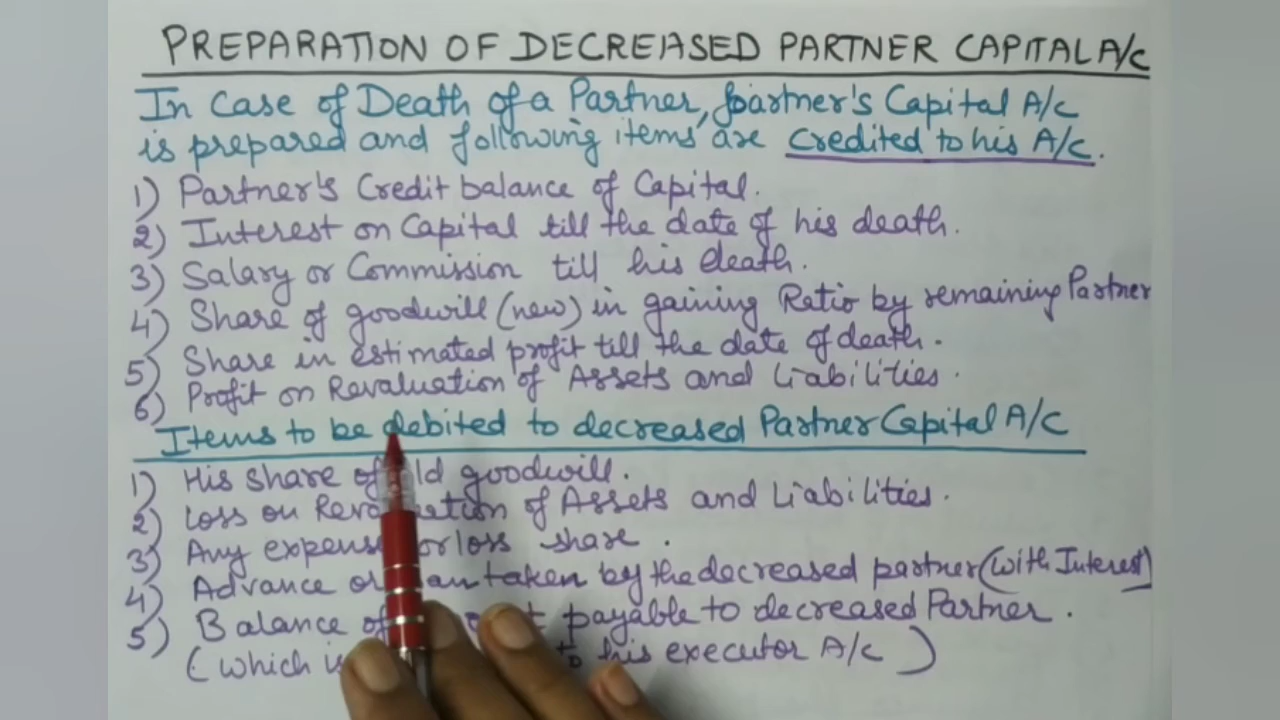 PREPARATION OF DECREASED PARTNER CAPITAL A/c
In Case of Death of a Partner, partner's Capital A/c
is prepared and following items are credited to his A/c.
1) Partner's Credit balance of Capital.
2) Interest on Capital till the date of his death.
3) Salary or Commission till his death.
4) Share of goodwill (new) in gaining Ratio by remaining Partner
5) Share in estimated profit till the date of death.
6) Profit on Revaluation of Assets and Liabilities.
Items to be debited to decreased Partner Capital A/C
1) His share of old goodwill.
2) Loss on Revaluation of Assets and Liabilities.
3) Any expense or loss share.
4) Advance or loan taken by the decreased partner (with Interest)
5) Balance of payable to decreased Partner.
(which is to his executor A/c)